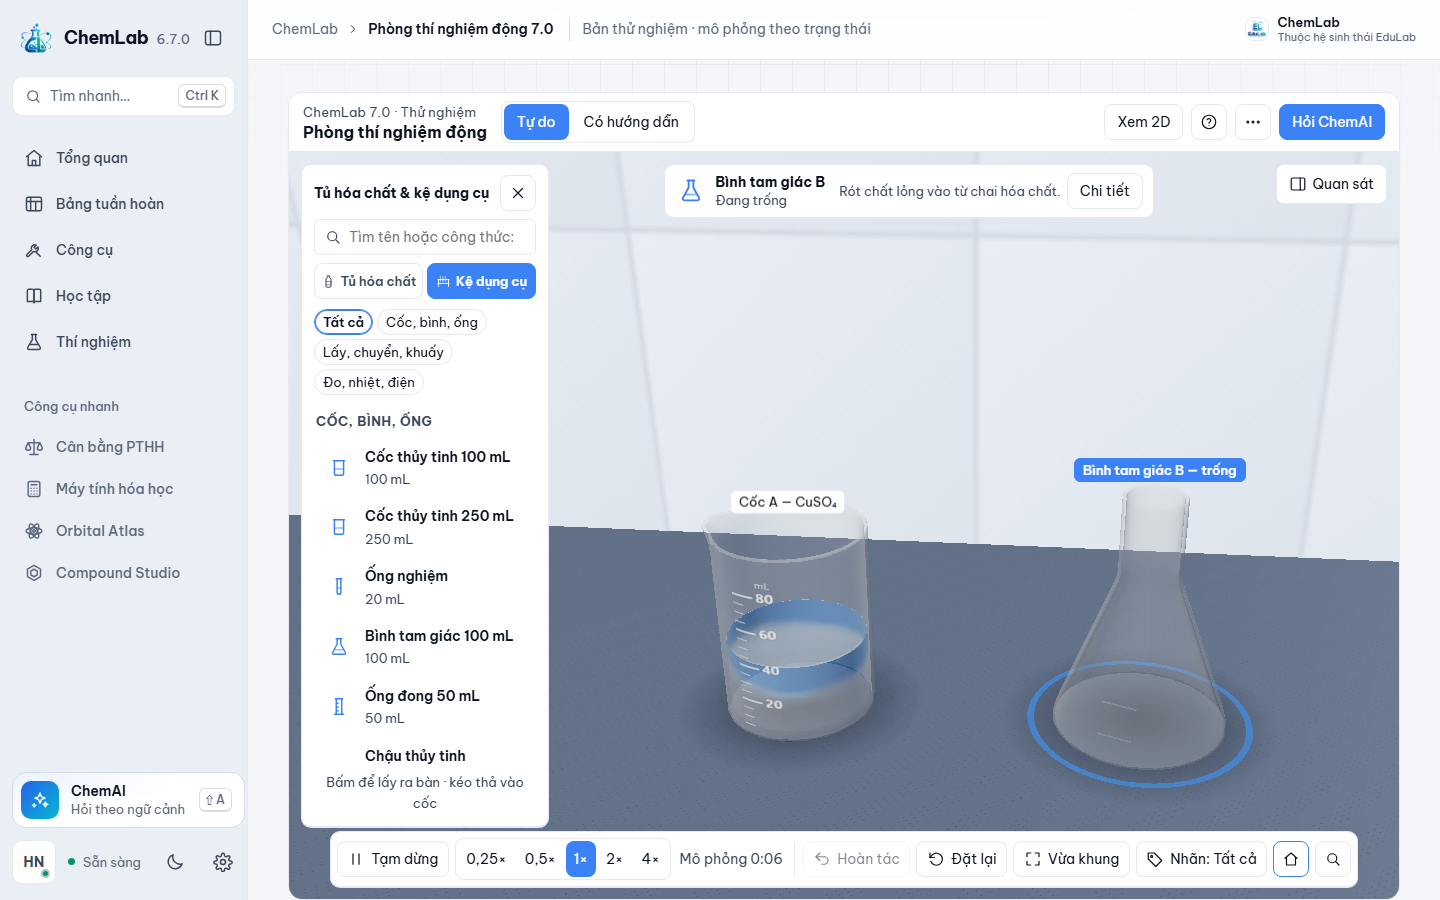 ChemLab 6.7.0
Tìm nhanh... Ctrl K
Tổng quan
Bảng tuần hoàn
Công cụ
Học tập
Thí nghiệm
Công cụ nhanh
Cân bằng PTHH
Máy tính hóa học
Orbital Atlas
Compound Studio
ChemAI
Hỏi theo ngữ cảnh
⇧ A
HN
Sẵn sàng
ChemLab > Phòng thí nghiệm động 7.0 Bản thử nghiệm · mô phỏng theo trạng thái
ChemLab
Thuộc hệ sinh thái EduLab
ChemLab 7.0 · Thử nghiệm
Phòng thí nghiệm động
Tự do
Có hướng dẫn
Xem 2D
Hỏi ChemAI
Tủ hóa chất & kệ dụng cụ
Tìm tên hoặc công thức:
Tủ hóa chất
Kệ dụng cụ
Tất cả
Cốc, bình, ống
Lấy, chuyển, khuấy
Đo, nhiệt, điện
CỐC, BÌNH, ỐNG
Cốc thủy tinh 100 mL
100 mL
Cốc thủy tinh 250 mL
250 mL
Ống nghiệm
20 mL
Bình tam giác 100 mL
100 mL
Ống đong 50 mL
50 mL
Chậu thủy tinh
Bấm để lấy ra bàn · kéo thả vào
cốc
Bình tam giác B
Đang trống
Rót chất lỏng vào từ chai hóa chất.
Chi tiết
Quan sát
Bình tam giác B — trống
Cốc A — CuSO₄
mL
80
60
40
20
Tạm dừng
0,25× 0,5× 1× 2× 4×
Mô phỏng 0:06
Hoàn tác
Đặt lại
Vừa khung
Nhãn: Tất cả